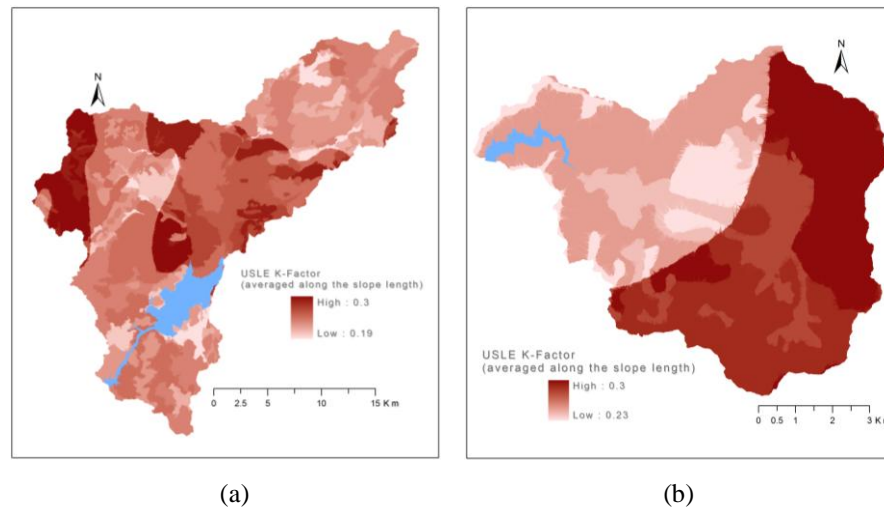 N
USLE K-Factor
(averaged along the slope length)
High : 0.3
Low : 0.19
0 2.5 5 10 15 Km
N
USLE K-Factor
(averaged along the slope length)
High : 0.3
Low : 0.23
0 0.5 1 2 3 K
(a)
(b)